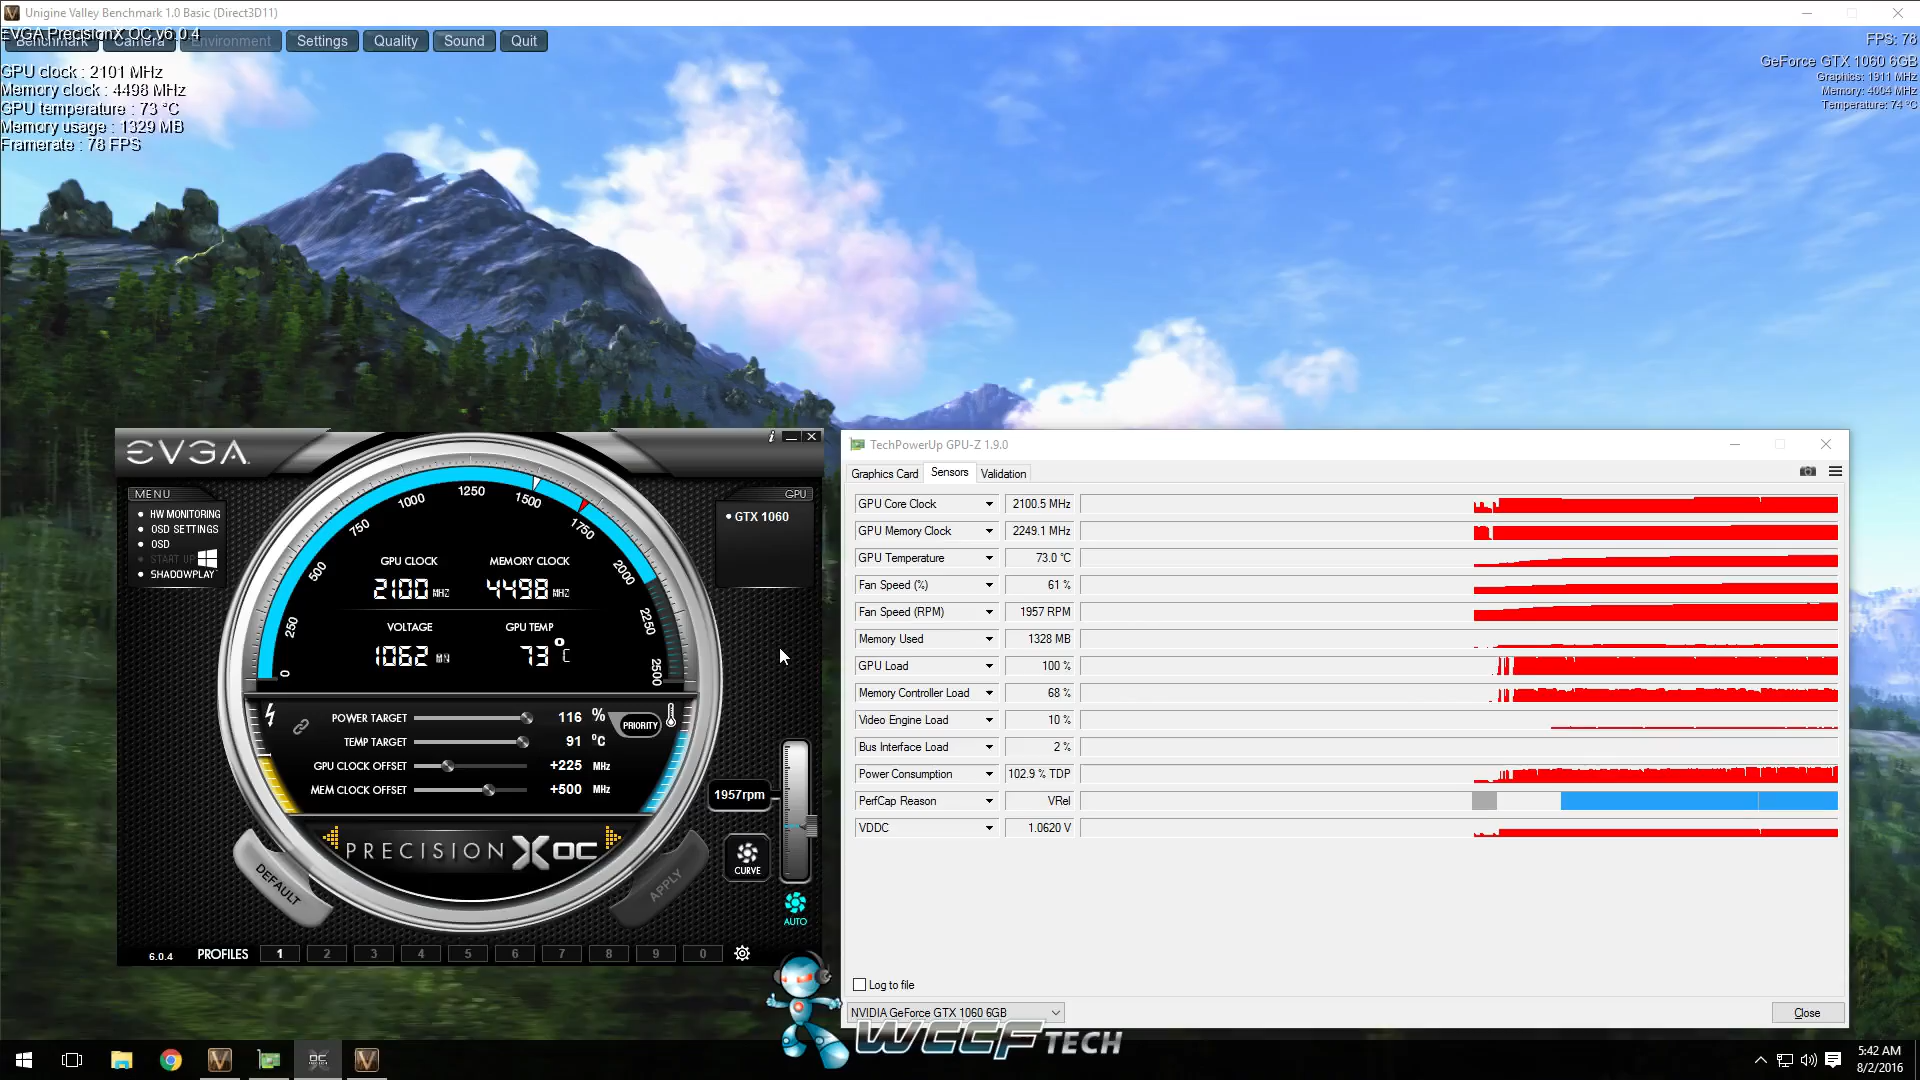 Unigine Valley Benchmark 1.0 Basic (Direct3D11)
EVGA PrecisionX OC v6.0.4
Benchmark
Camera
Environment
Settings
Quality
Sound
Quit
FPS: 78
GeForce GTX 1060 6GB
Graphics: 1911 MHz
Memory: 4004 MHz
Temperature: 74 °C
GPU clock : 2101 MHz
Memory clock : 4498 MHz
GPU temperature : 73 °C
Memory usage : 1329 MB
Framerate : 78 FPS
EVGA
MENU
HW MONITORING
OSD SETTINGS
OSD
START UP
SHADOWPLAY
GPU
GTX 1060
0
250
500
750
1000
1250
1500
1750
2000
2250
2500
GPU CLOCK
2100 MHZ
MEMORY CLOCK
4498 MHZ
VOLTAGE
1062
GPU TEMP
73 °C
POWER TARGET 116 %
PRIORITY
TEMP TARGET 91 °C
GPU CLOCK OFFSET +225 MHz
MEM CLOCK OFFSET +500 MHz
PRECISION XOC
DEFAULT
APPLY
1957rpm
CURVE
AUTO
6.0.4
PROFILES 1 2 3 4 5 6 7 8 9 0
TechPowerUp GPU-Z 1.9.0
Graphics Card
Sensors
Validation
GPU Core Clock 2100.5 MHz
GPU Memory Clock 2249.1 MHz
GPU Temperature 73.0 °C
Fan Speed (%) 61 %
Fan Speed (RPM) 1957 RPM
Memory Used 1328 MB
GPU Load 100 %
Memory Controller Load 68 %
Video Engine Load 10 %
Bus Interface Load 2 %
Power Consumption 102.9 % TDP
PerfCap Reason VRel
VDDC 1.0620 V
Log to file
NVIDIA GeForce GTX 1060 6GB
Close
WCCF TECH
OC
5:42 AM
8/2/2016